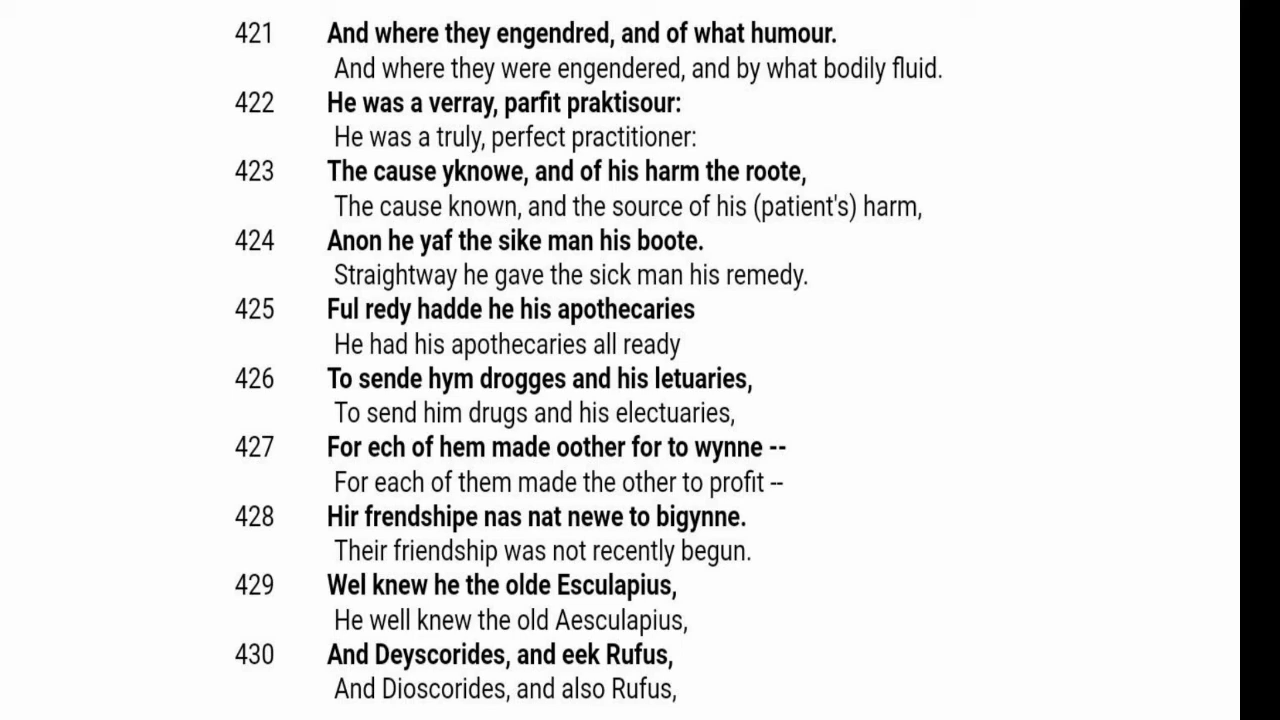 421 And where they engendred, and of what humour.
And where they were engendered, and by what bodily fluid.
422 He was a verray, parfit praktisour:
He was a truly, perfect practitioner:
423 The cause yknowe, and of his harm the roote,
The cause known, and the source of his (patient's) harm,
424 Anon he yaf the sike man his boote.
Straightway he gave the sick man his remedy.
425 Ful redy hadde he his apothecaries
He had his apothecaries all ready
426 To sende hym drogges and his letuaries,
To send him drugs and his electuaries,
427 For ech of hem made oother for to wynne --
For each of them made the other to profit --
428 Hir frendshipe nas nat newe to bigynne.
Their friendship was not recently begun.
429 Wel knew he the olde Esculapius,
He well knew the old Aesculapius,
430 And Deyscorides, and eek Rufus,
And Dioscorides, and also Rufus,